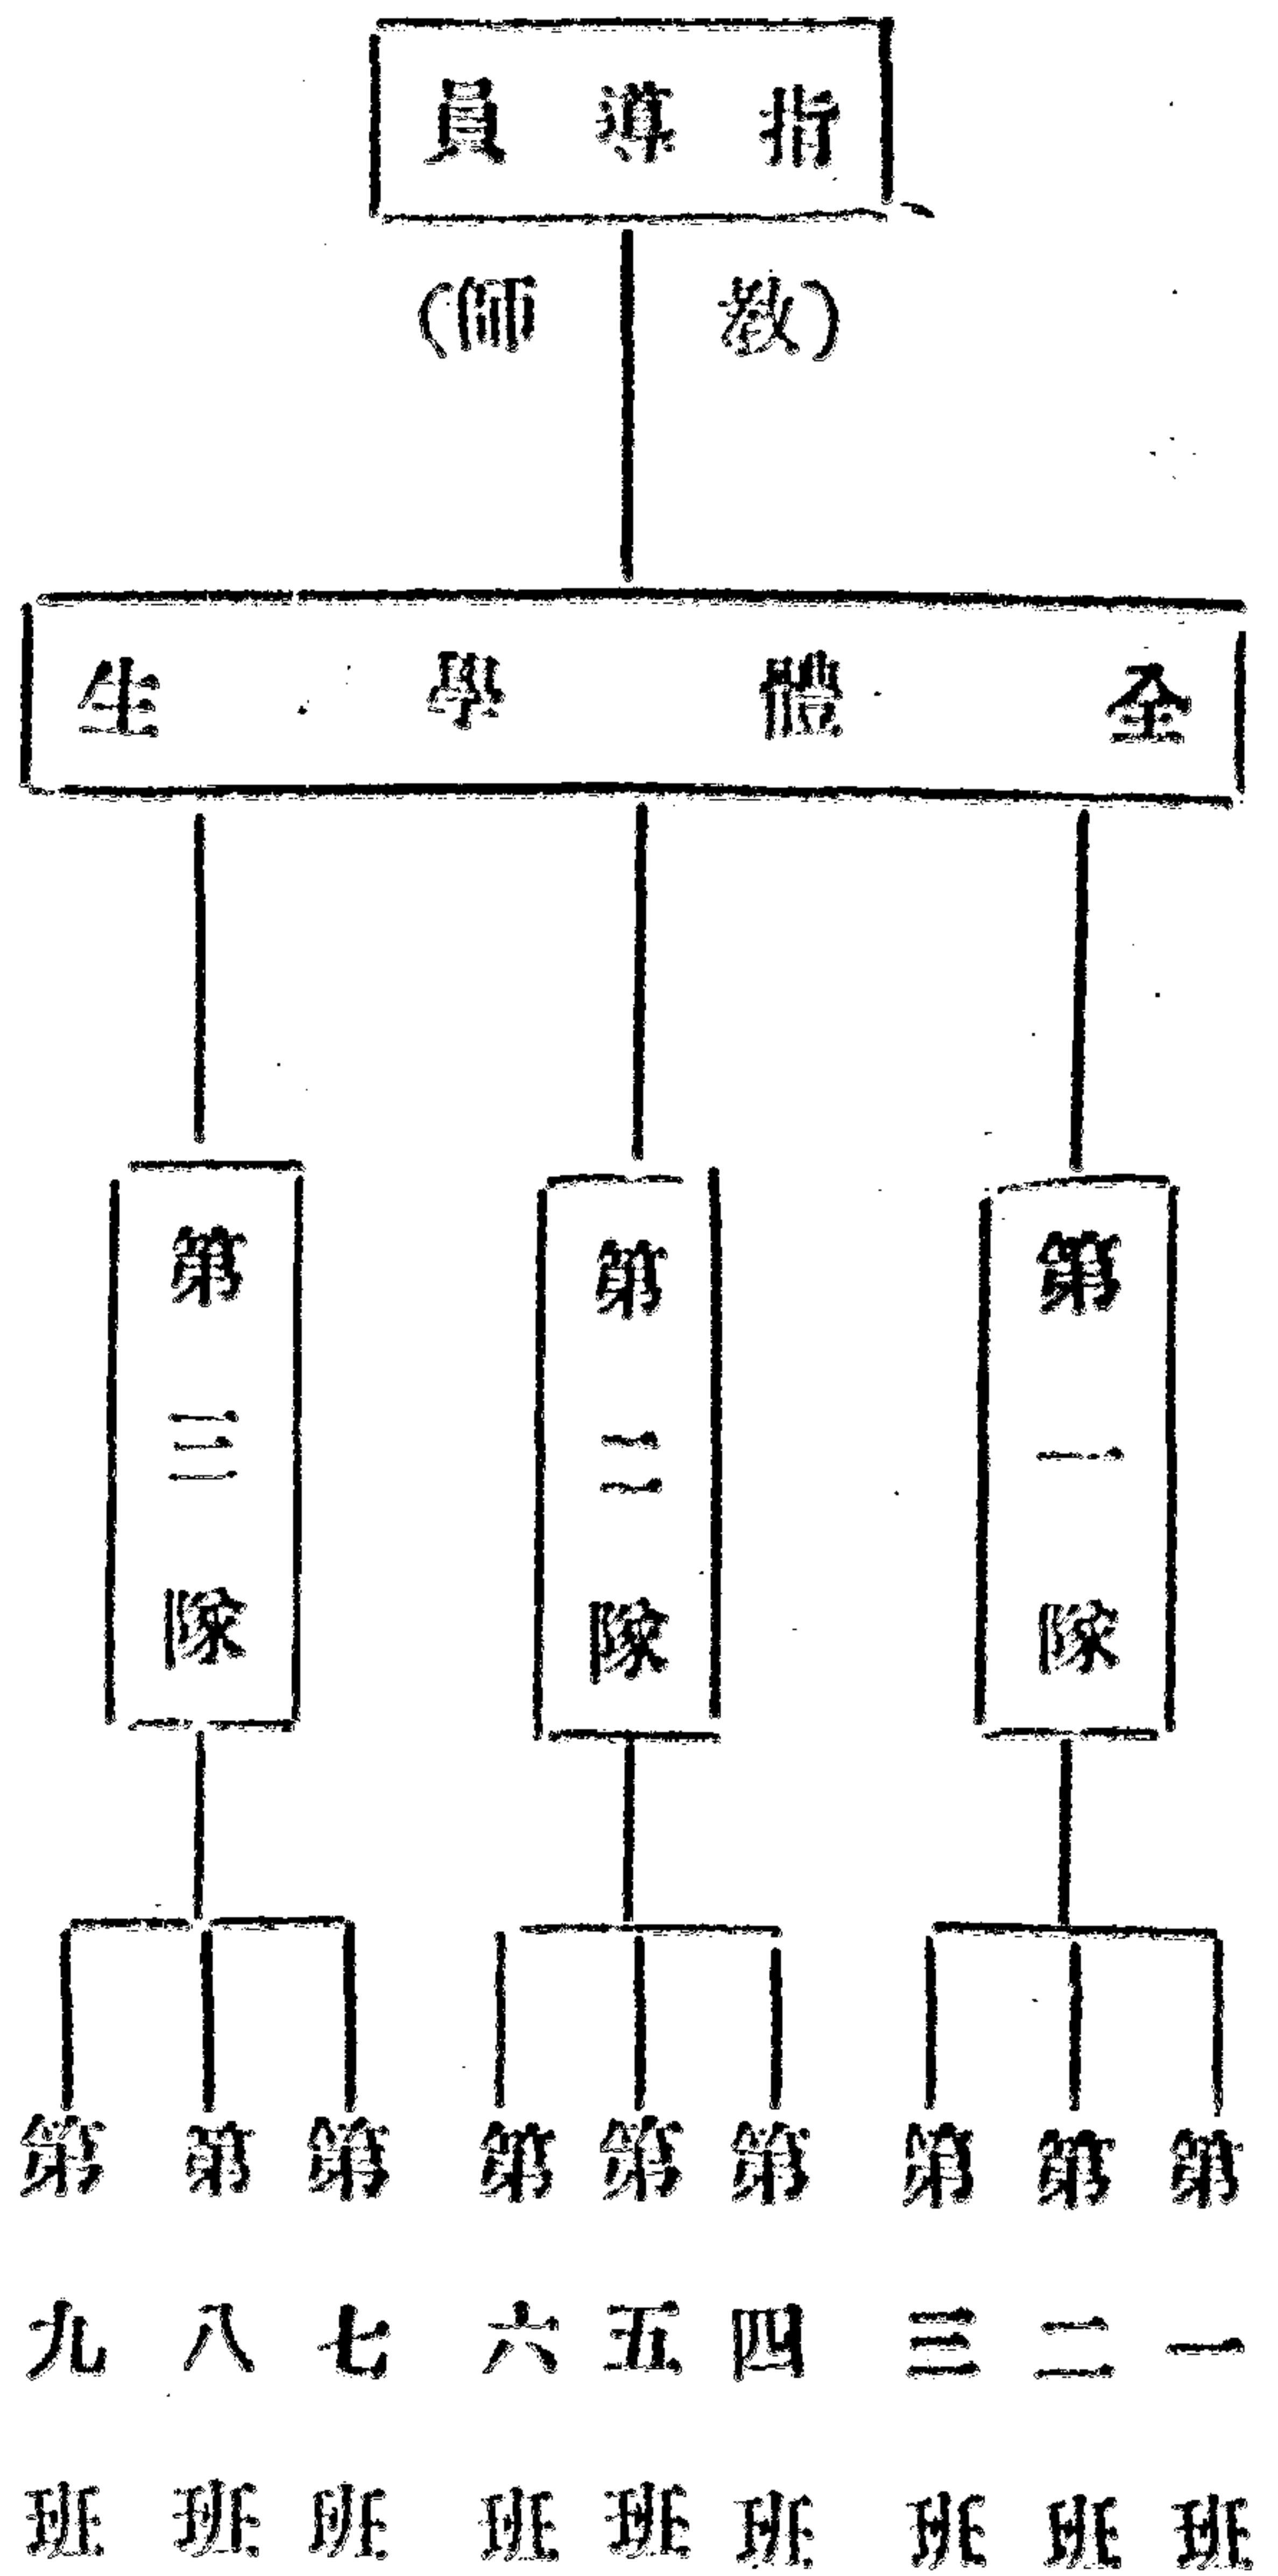 指導員
(教師)
全體學生
第一隊
第二隊
第三隊
第一班
第二班
第三班
第四班
第五班
第六班
第七班
第八班
第九班